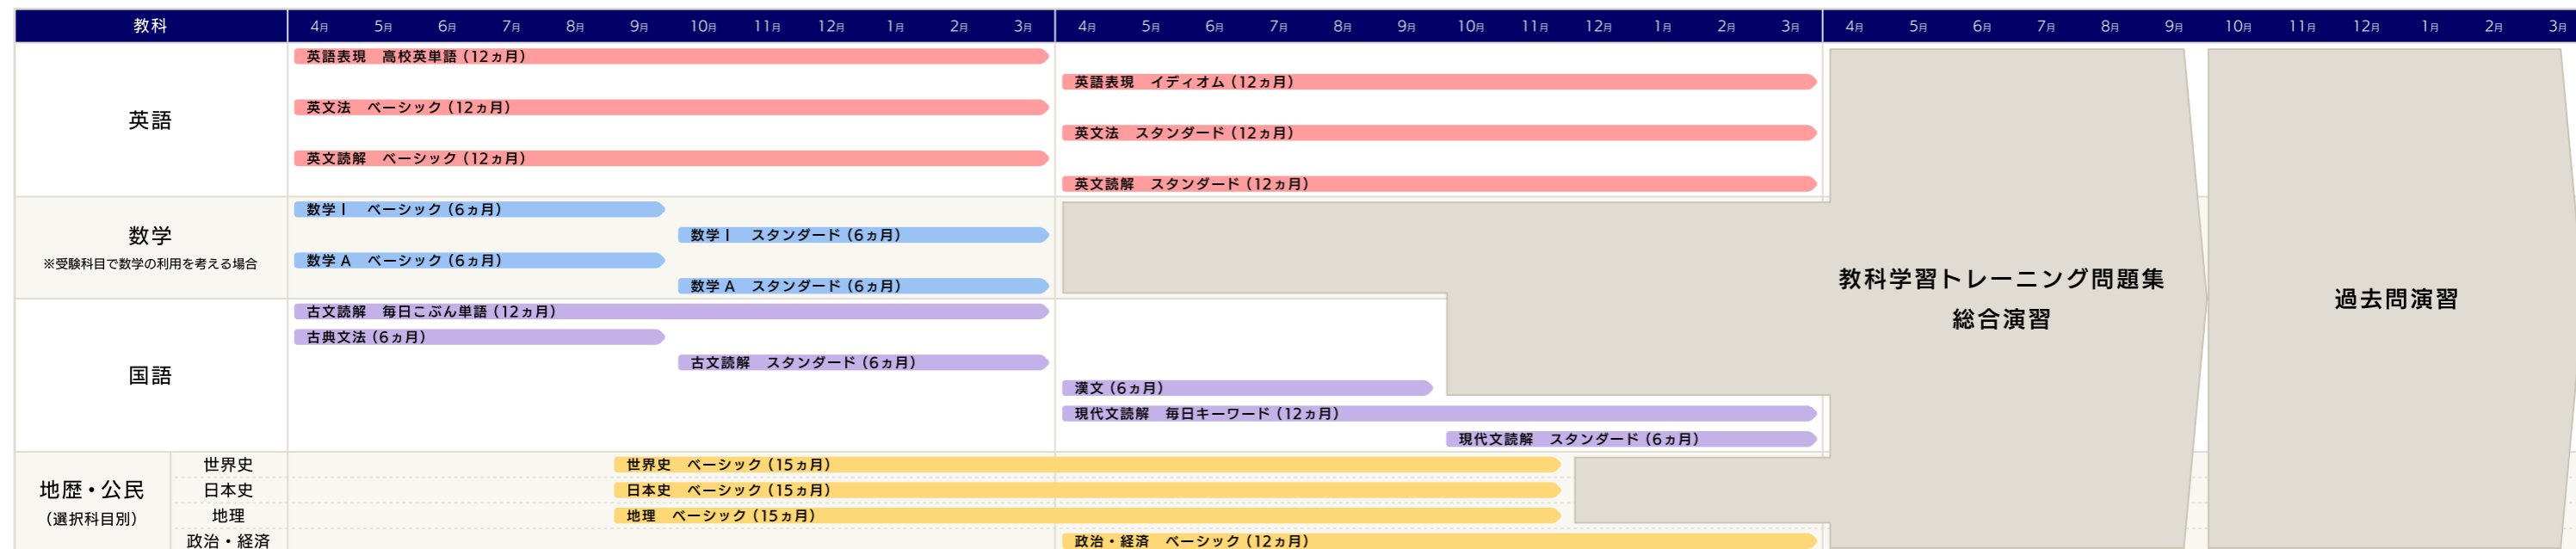 教科 4月 5月 6月 7月 8月 9月 10月 11月 12月 1月 2月 3月 4月 5月 6月 7月 8月 9月 10月 11月 12月 1月 2月 3月 4月 5月 6月 7月 8月 9月 10月 11月 12月 1月 2月 3月
英語
英語表現 高校英単語（12ヵ月）
英語表現 イディオム（12ヵ月）
英文法 ベーシック（12ヵ月）
英文法 スタンダード（12ヵ月）
英文読解 ベーシック（12ヵ月）
英文読解 スタンダード（12ヵ月）
数学
※受験科目で数学の利用を考える場合
数学Ⅰ ベーシック（6ヵ月）
数学Ⅰ スタンダード（6ヵ月）
数学A ベーシック（6ヵ月）
数学A スタンダード（6ヵ月）
国語
古文読解 毎日こぶん単語（12ヵ月）
古典文法（6ヵ月）
古文読解 スタンダード（6ヵ月）
漢文（6ヵ月）
現代文読解 毎日キーワード（12ヵ月）
現代文読解 スタンダード（6ヵ月）
地歴・公民
（選択科目別）
世界史 世界史 ベーシック（15ヵ月）
日本史 日本史 ベーシック（15ヵ月）
地理 地理 ベーシック（15ヵ月）
政治・経済 政治・経済 ベーシック（12ヵ月）
教科学習トレーニング問題集
総合演習
過去問演習